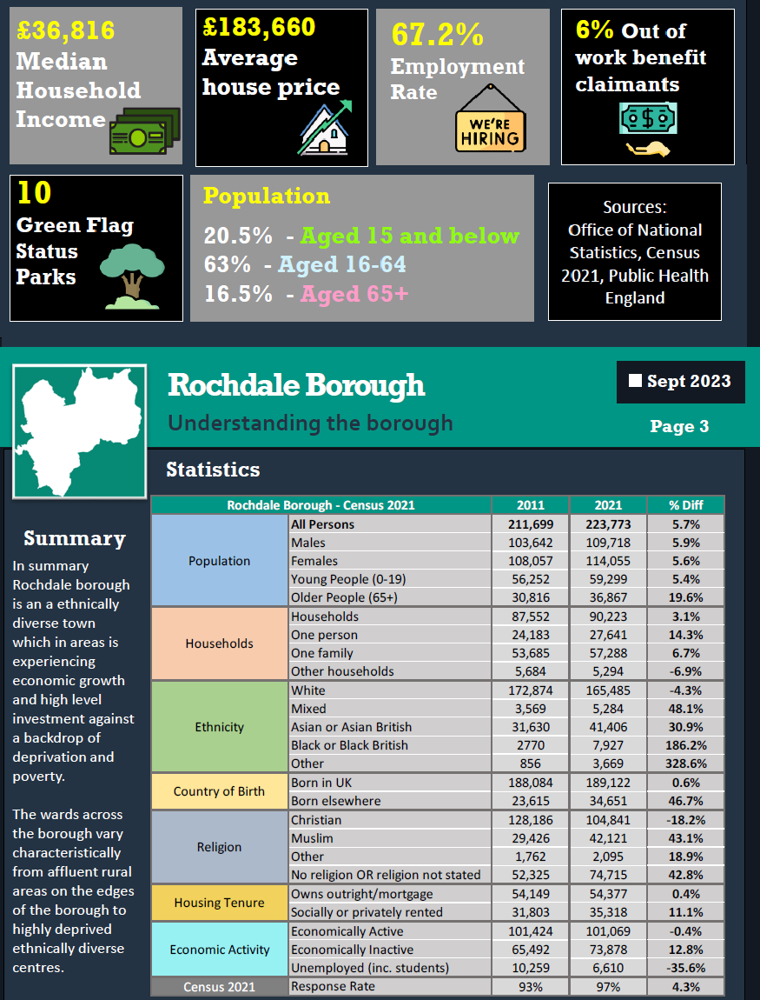 £36,816
Median
Household
Income
£183,660
Average
house price
67.2%
Employment
Rate
WE'RE
HIRING
6% Out of
work benefit
claimants
$
10
Green Flag
Status
Parks
Population
20.5% - Aged 15 and below
63% - Aged 16-64
16.5% - Aged 65+
Sources:
Office of National
Statistics, Census
2021, Public Health
England
Rochdale Borough
Understanding the borough
Sept 2023
Page 3
Statistics
Summary
In summary
Rochdale borough
is an a ethnically
diverse town
which in areas is
experiencing
economic growth
and high level
investment against
a backdrop of
deprivation and
poverty.
The wards across
the borough vary
characteristically
from affluent rural
areas on the edges
of the borough to
highly deprived
ethnically diverse
centres.
Rochdale Borough - Census 2021 2011 2021 % Diff
Population
All Persons 211,699 223,773 5.7%
Males 103,642 109,718 5.9%
Females 108,057 114,055 5.6%
Young People (0-19) 56,252 59,299 5.4%
Older People (65+) 30,816 36,867 19.6%
Households
Households 87,552 90,223 3.1%
One person 24,183 27,641 14.3%
One family 53,685 57,288 6.7%
Other households 5,684 5,294 -6.9%
Ethnicity
White 172,874 165,485 -4.3%
Mixed 3,569 5,284 48.1%
Asian or Asian British 31,630 41,406 30.9%
Black or Black British 2770 7,927 186.2%
Other 856 3,669 328.6%
Country of Birth
Born in UK 188,084 189,122 0.6%
Born elsewhere 23,615 34,651 46.7%
Religion
Christian 128,186 104,841 -18.2%
Muslim 29,426 42,121 43.1%
Other 1,762 2,095 18.9%
No religion OR religion not stated 52,325 74,715 42.8%
Housing Tenure
Owns outright/mortgage 54,149 54,377 0.4%
Socially or privately rented 31,803 35,318 11.1%
Economic Activity
Economically Active 101,424 101,069 -0.4%
Economically Inactive 65,492 73,878 12.8%
Unemployed (inc. students) 10,259 6,610 -35.6%
Census 2021 Response Rate 93% 97% 4.3%